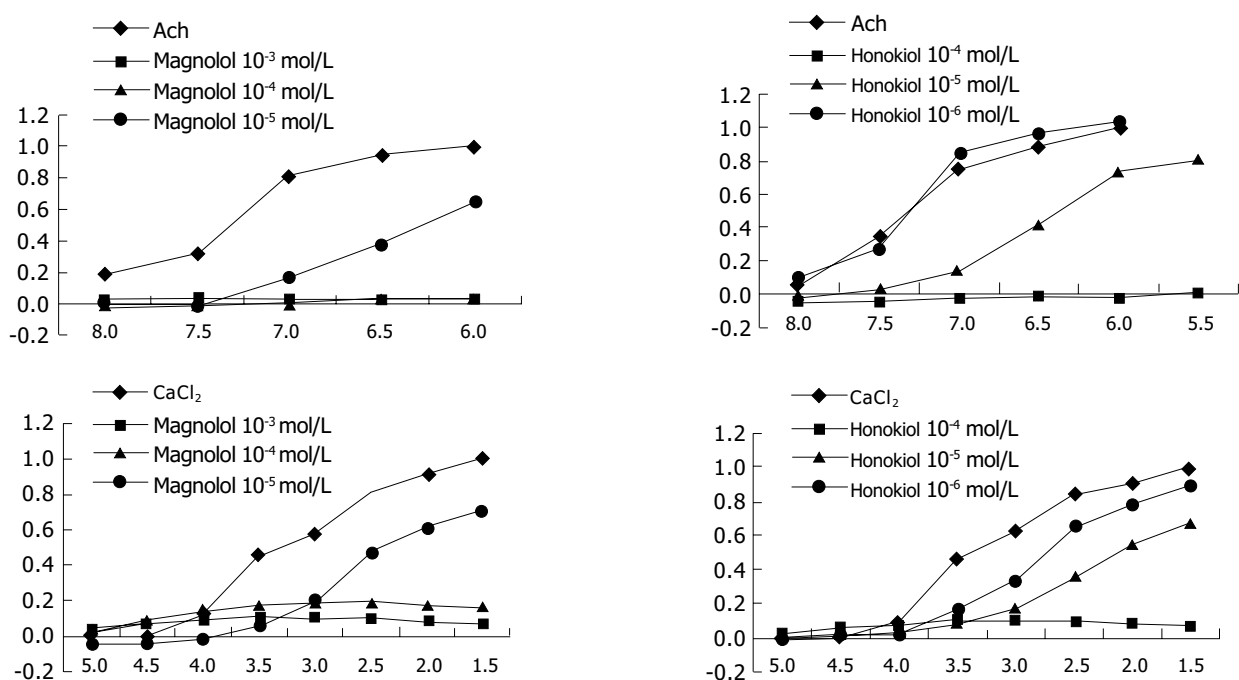 Ach
Magnolol 10⁻³ mol/L
Magnolol 10⁻⁴ mol/L
Magnolol 10⁻⁵ mol/L
1.2
1.0
0.8
0.6
0.4
0.2
0.0
-0.2
8.0 7.5 7.0 6.5 6.0
Ach
Honokiol 10⁻⁴ mol/L
Honokiol 10⁻⁵ mol/L
Honokiol 10⁻⁶ mol/L
1.2
1.0
0.8
0.6
0.4
0.2
0.0
-0.2
8.0 7.5 7.0 6.5 6.0 5.5
CaCl₂
Magnolol 10⁻³ mol/L
Magnolol 10⁻⁴ mol/L
Magnolol 10⁻⁵ mol/L
1.2
1.0
0.8
0.6
0.4
0.2
0.0
-0.2
5.0 4.5 4.0 3.5 3.0 2.5 2.0 1.5
CaCl₂
Honokiol 10⁻⁴ mol/L
Honokiol 10⁻⁵ mol/L
Honokiol 10⁻⁶ mol/L
1.2
1.0
0.8
0.6
0.4
0.2
0.0
-0.2
5.0 4.5 4.0 3.5 3.0 2.5 2.0 1.5